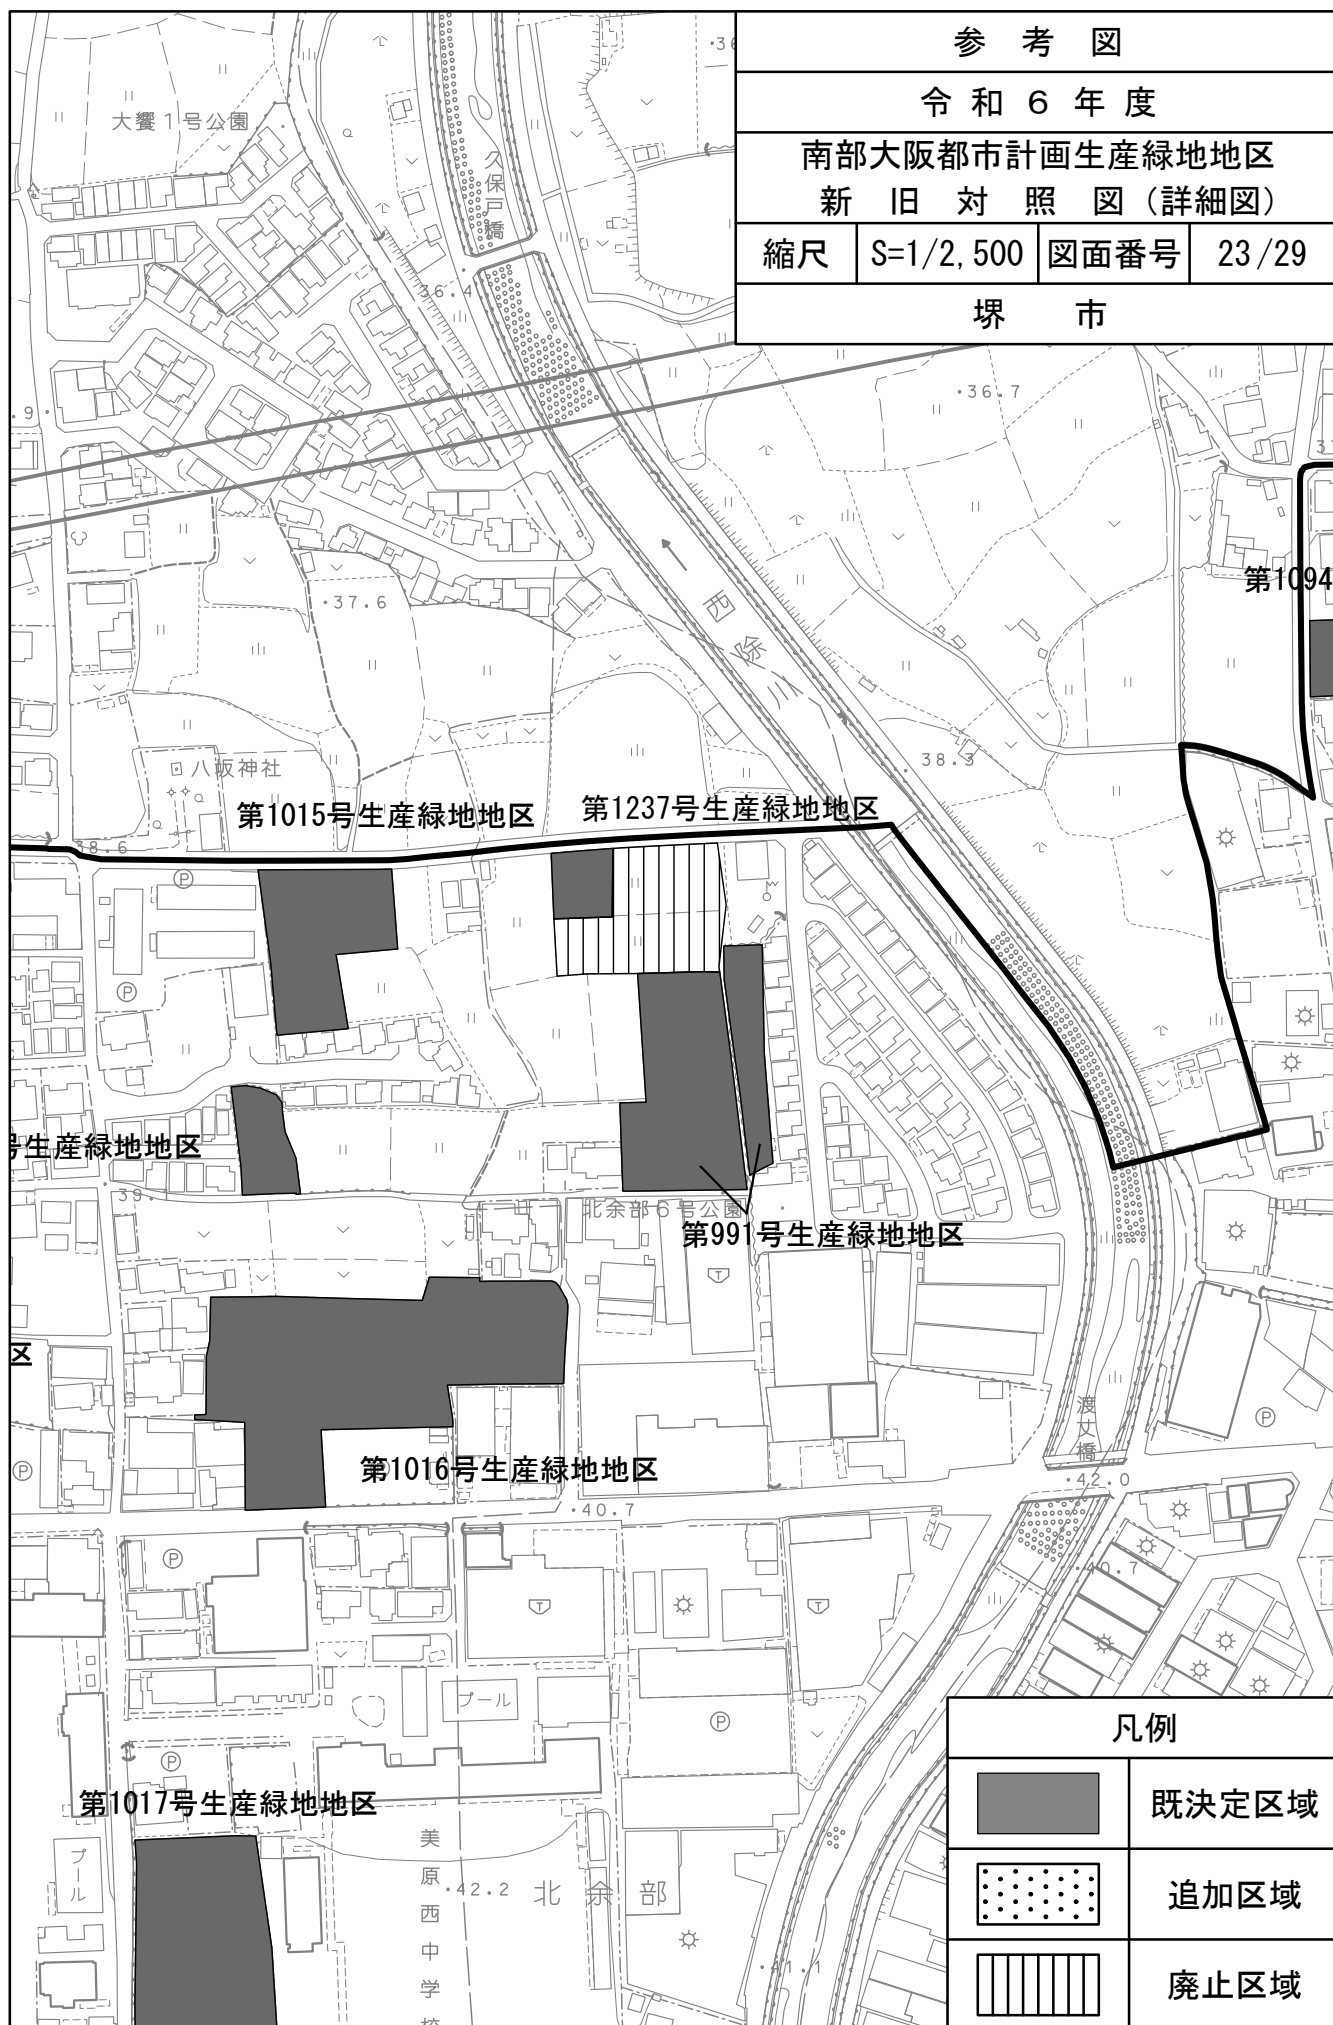 参考図
令和６年度
南部大阪都市計画生産緑地地区
新旧対照図（詳細図）
縮尺 S=1/2,500 図面番号 23/29
堺市
大饗１号公園
久保戸橋
36.4
36.7
37.6
西除川
第1094
38.3
八坂神社
第1015号生産緑地地区
第1237号生産緑地地区
38.6
P
P
号生産緑地地区
39.
北余部６号公園
第991号生産緑地地区
T
区
渡丈橋
P
P
第1016号生産緑地地区
42.0
40.7
P
40.7
T
T
プール
P
P
第1017号生産緑地地区
プール
美原西中学校
42.2
北余部
41.1
凡例
既決定区域
追加区域
廃止区域